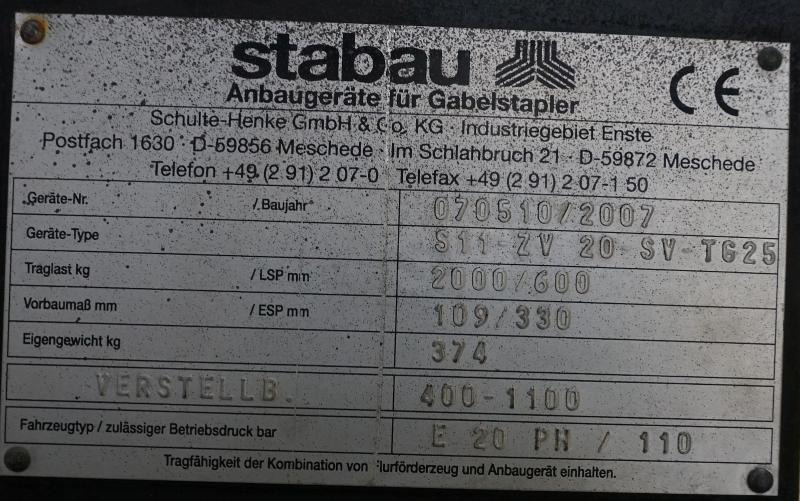 stabau
CE
Anbaugeräte für Gabelstapler
Schulte-Henke GmbH & Co. KG · Industriegebiet Enste
Postfach 1630 · D-59856 Meschede · Im Schlahbruch 21 · D-59872 Meschede
Telefon +49 (2 91) 2 07-0 Telefax +49 (2 91) 2 07-1 50
Geräte-Nr. /.Baujahr 070510/2007
Geräte-Type S11-ZV 20 SV-TG25
Traglast kg /LSP mm 2000/600
Vorbaumaß mm /ESP mm 109/330
Eigengewicht kg 374
VERSTELLB. 400-1100
Fahrzeugtyp / zulässiger Betriebsdruck bar E 20 PH / 110
Tragfähigkeit der Kombination von Flurförderzeug und Anbaugerät einhalten.